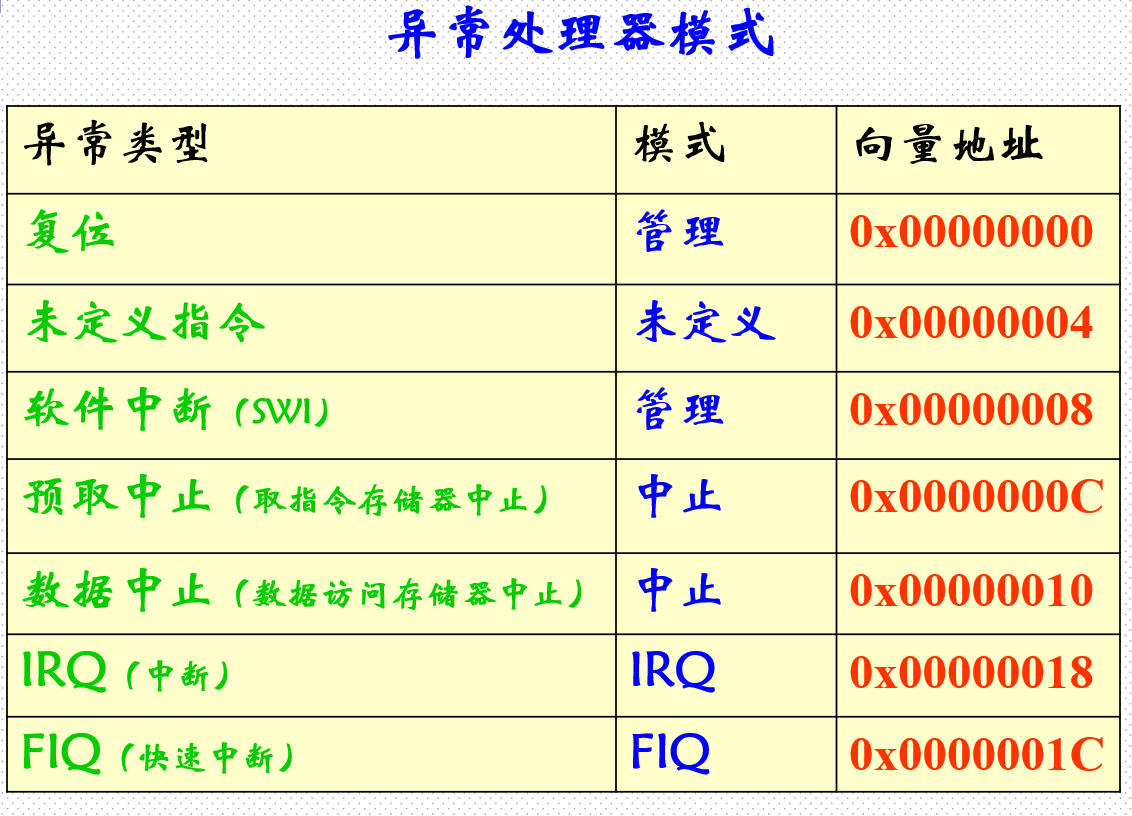 异常处理器模式
异常类型 模式 向量地址
复位 管理 0x00000000
未定义指令 未定义 0x00000004
软件中断（SWI） 管理 0x00000008
预取中止（取指令存储器中止） 中止 0x0000000C
数据中止（数据访问存储器中止） 中止 0x00000010
IRQ（中断） IRQ 0x00000018
FIQ（快速中断） FIQ 0x0000001C